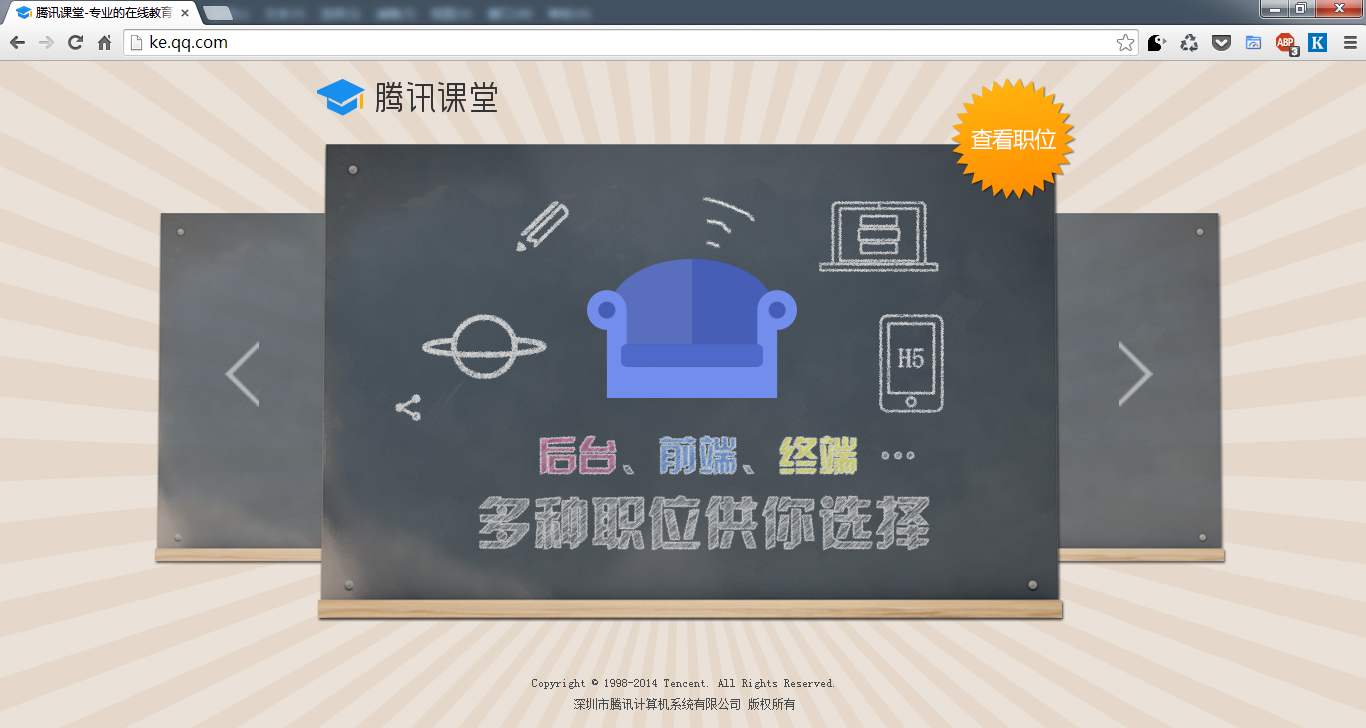 腾讯课堂-专业的在线教育
ke.qq.com
ABP
3
K
腾讯课堂
查看职位
H5
后台、前端、终端 …
多种职位供你选择
Copyright © 1998-2014 Tencent. All Rights Reserved.
深圳市腾讯计算机系统有限公司 版权所有